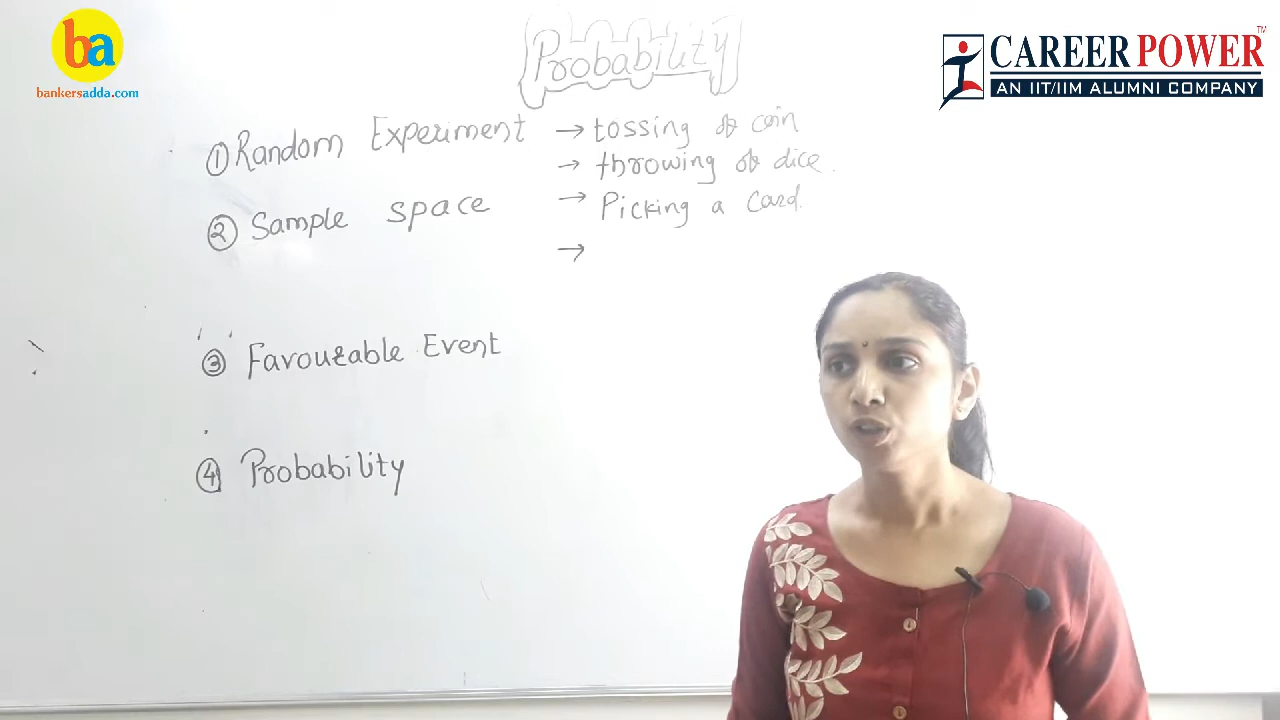 ba
bankersadda.com
Probability
CAREER POWER
TM
AN IIT/IIM ALUMNI COMPANY
① Random Experiment → tossing of coin
→ throwing of dice.
② Sample space → Picking a card.
→
③ Favourable Event
④ Probability